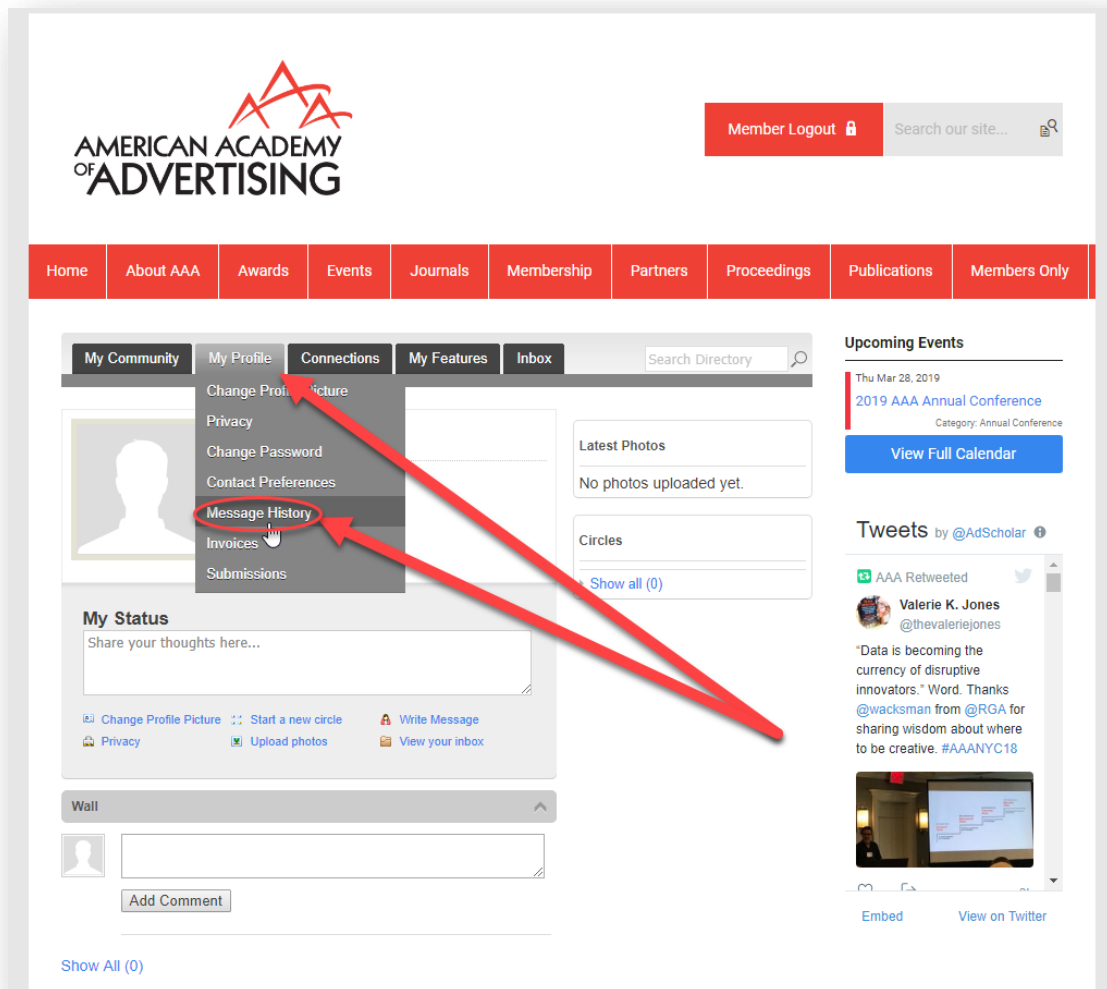 AMERICAN ACADEMY
OF ADVERTISING
Member Logout
Search our site...
Home
About AAA
Awards
Events
Journals
Membership
Partners
Proceedings
Publications
Members Only
My Community
My Profile
Connections
My Features
Inbox
Search Directory
Change Profile Picture
Privacy
Change Password
Contact Preferences
Message History
Invoices
Submissions
Latest Photos
No photos uploaded yet.
Circles
Show all (0)
My Status
Share your thoughts here...
Change Profile Picture
Start a new circle
Write Message
Privacy
Upload photos
View your inbox
Wall
Add Comment
Show All (0)
Upcoming Events
Thu Mar 28, 2019
2019 AAA Annual Conference
Category: Annual Conference
View Full Calendar
Tweets by @AdScholar
AAA Retweeted
Valerie K. Jones
@thevaleriejones
“Data is becoming the
currency of disruptive
innovators.” Word. Thanks
@wacksman from @RGA for
sharing wisdom about where
to be creative. #AAANYC18
Embed
View on Twitter